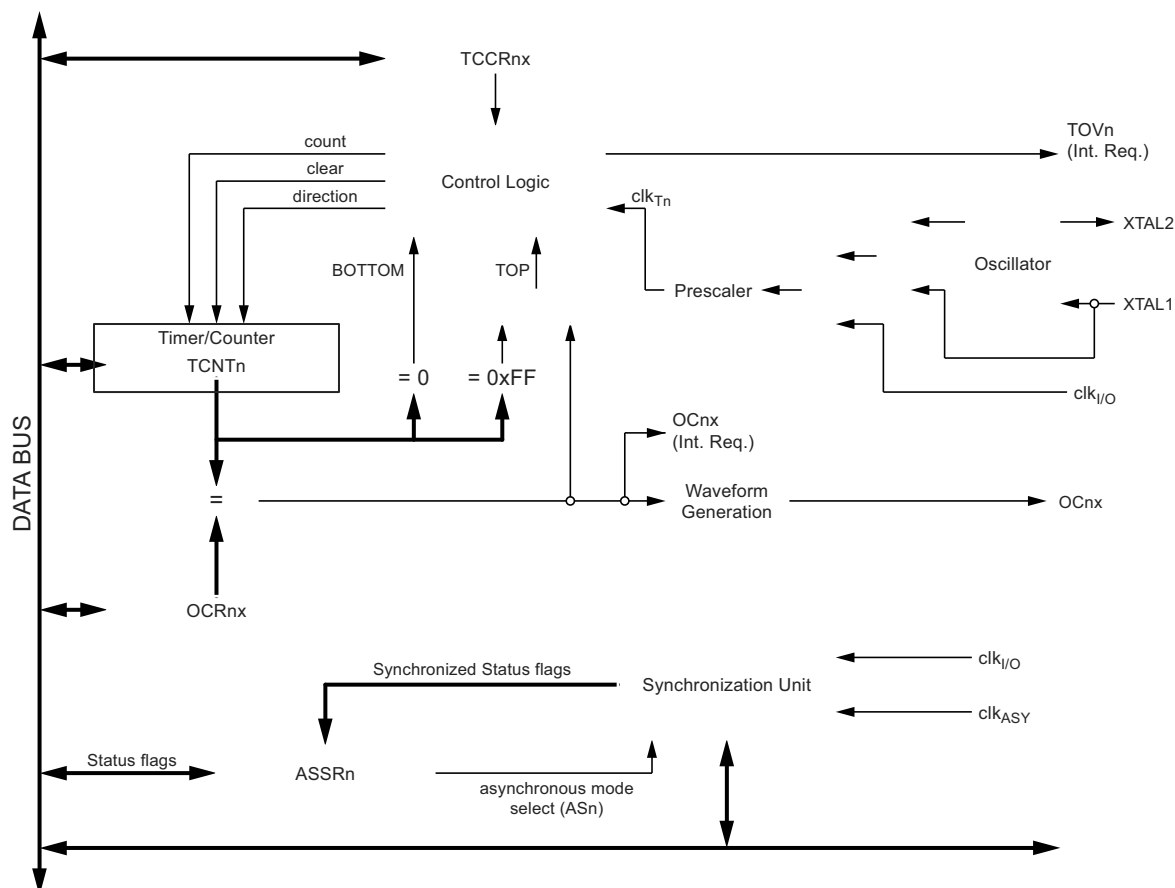 TCCRnx
count
TOVn
(Int. Req.)
clear
Control Logic
direction
clkTn
XTAL2
BOTTOM
TOP
Oscillator
Prescaler
XTAL1
Timer/Counter
TCNTn
= 0
= 0xFF
clkI/O
OCnx
(Int. Req.)
DATA BUS
=
Waveform
Generation
OCnx
OCRnx
Synchronized Status flags
Synchronization Unit
clkI/O
clkASY
Status flags
ASSRn
asynchronous mode
select (ASn)